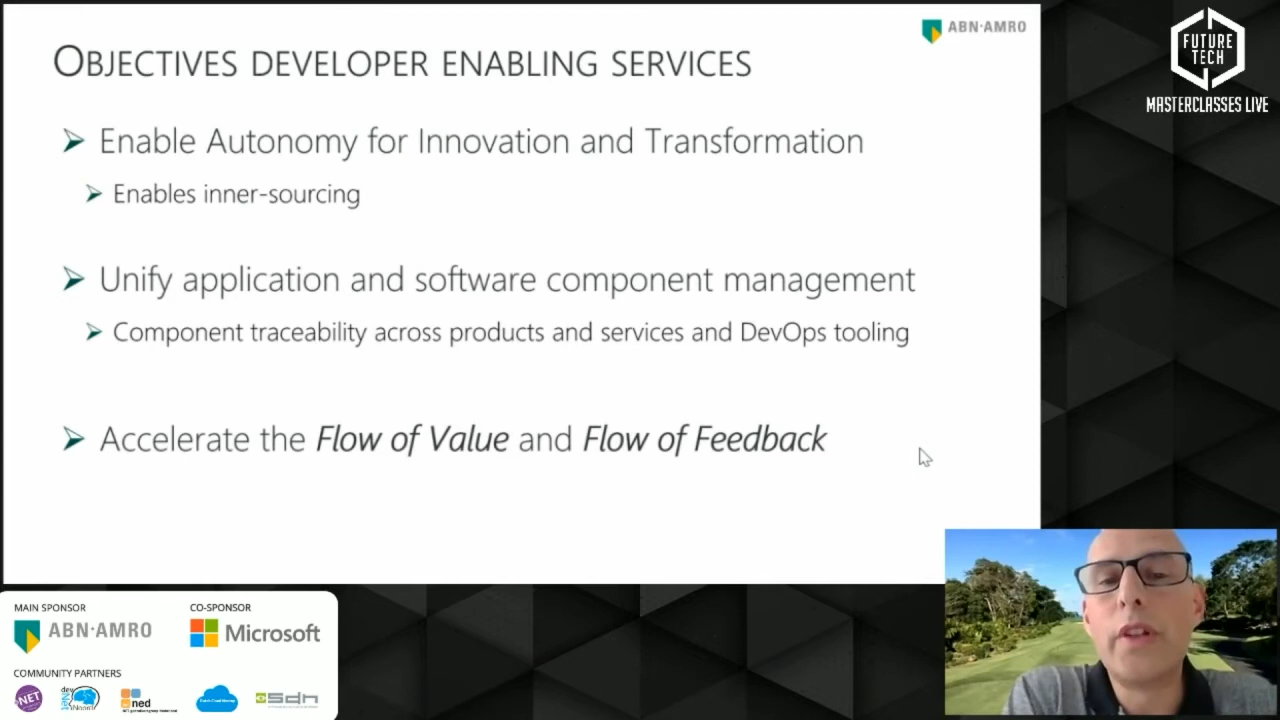 OBJECTIVES DEVELOPER ENABLING SERVICES
ABN·AMRO
FUTURE
TECH
MASTERCLASSES LIVE
Enable Autonomy for Innovation and Transformation
Enables inner-sourcing
Unify application and software component management
Component traceability across products and services and DevOps tooling
Accelerate the Flow of Value and Flow of Feedback
MAIN SPONSOR
CO-SPONSOR
ABN·AMRO
Microsoft
COMMUNITY PARTNERS
.NET
dev
ned
sdn